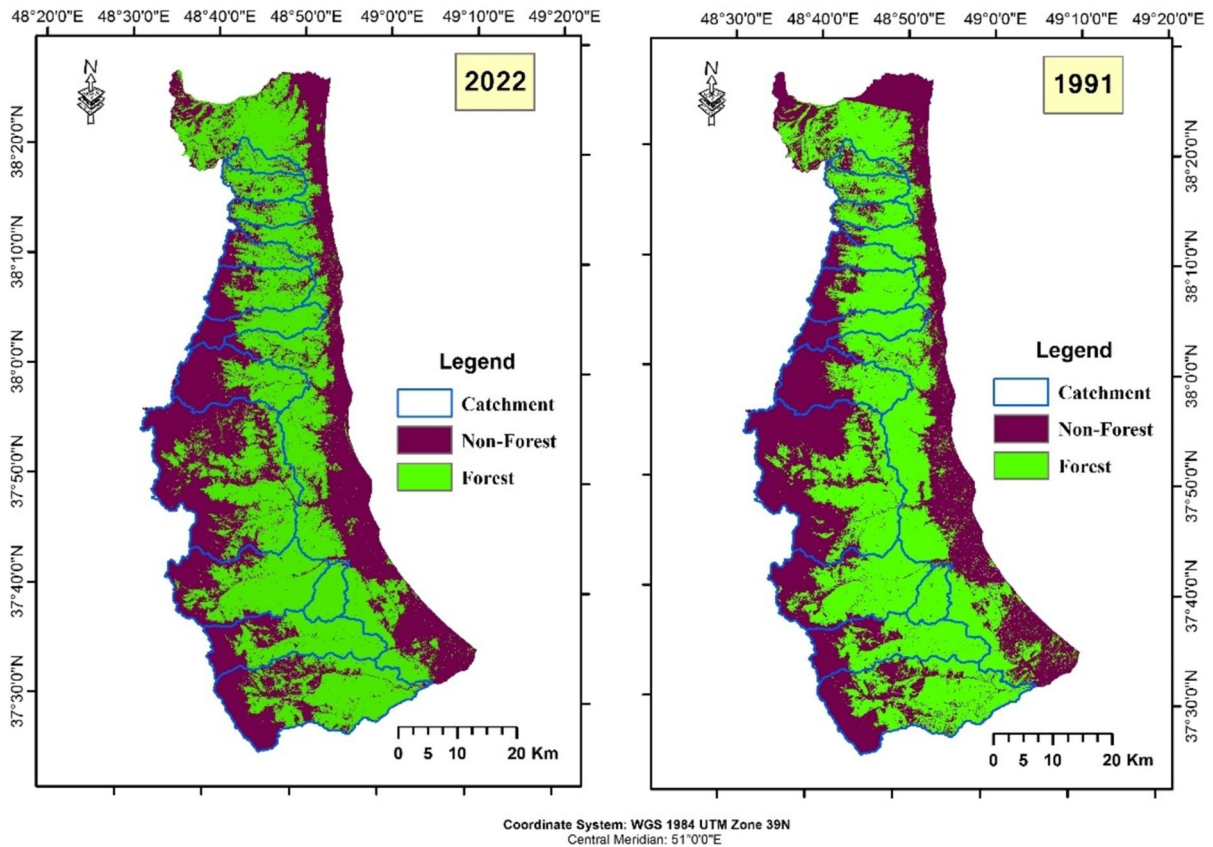 48°20'0"E 48°30'0"E 48°40'0"E 48°50'0"E 49°0'0"E 49°10'0"E 49°20'0"E
N
2022
38°20'0"N
38°10'0"N
38°0'0"N
37°50'0"N
37°40'0"N
37°30'0"N
Legend
Catchment
Non-Forest
Forest
0 5 10 20 Km
48°30'0"E 48°40'0"E 48°50'0"E 49°0'0"E 49°10'0"E 49°20'0"E
N
1991
38°20'0"N
38°10'0"N
38°0'0"N
37°50'0"N
37°40'0"N
37°30'0"N
Legend
Catchment
Non-Forest
Forest
0 5 10 20 Km
Coordinate System: WGS 1984 UTM Zone 39N
Central Meridian: 51°0'0"E